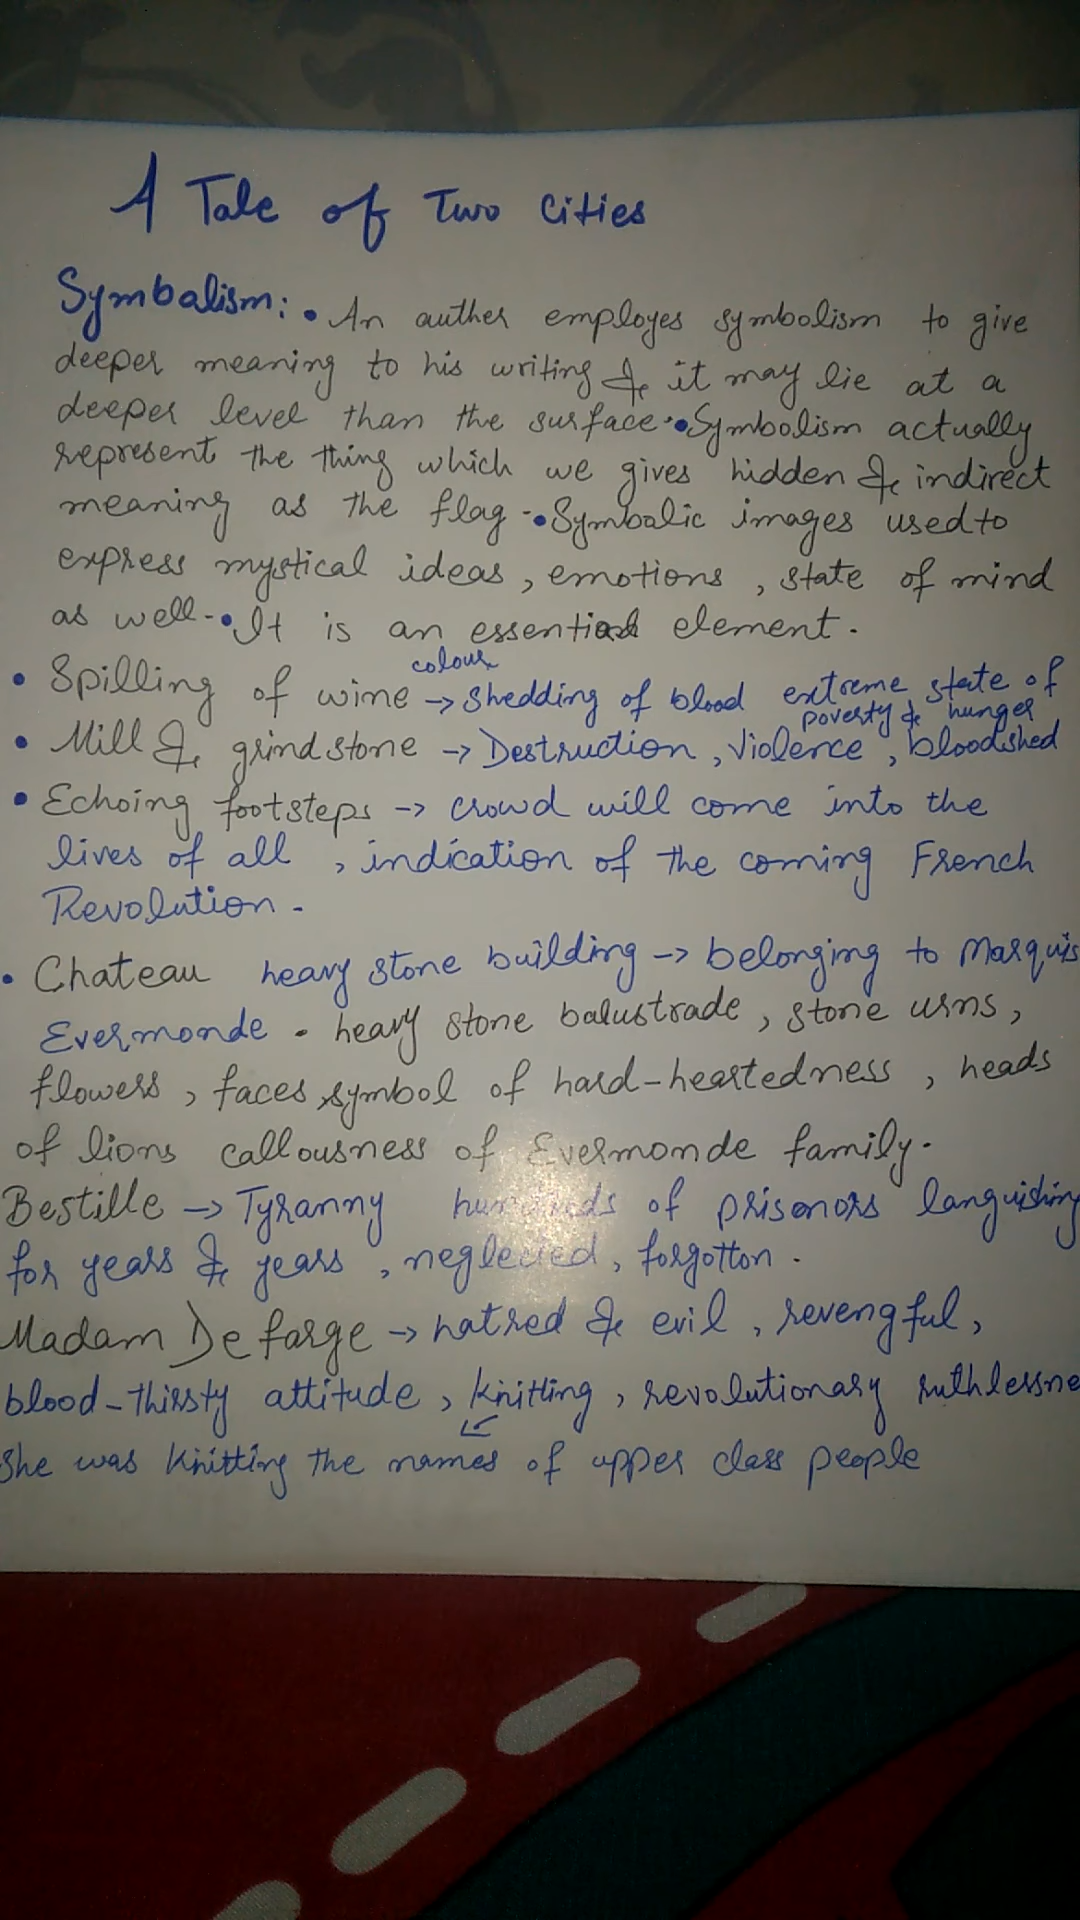 A Tale of Two Cities
Symbalism: • An auther employes symbolism to give
deeper meaning to his writing & it may lie at a
deeper level than the surface. • Symbolism actually
represent the thing which we gives hidden & indirect
meaning as the flag - • Symbolic images used to
express mystical ideas, emotions, state of mind
as well - • It is an essential element.
• Spilling of wine colour → Shedding of blood extreme state of
poverty & hunger
• Mill & grindstone → Destruction, Violence, bloodshed
• Echoing footsteps → crowd will come into the
lives of all, indication of the coming French
Revolution.
• Chateau heavy stone building → belonging to Marquis
Evermonde. heavy stone balustrade, stone urns,
flowers, faces, symbol of hard-heartedness, heads
of lions callousness of Evermonde family.
Bestille → Tyranny hundreds of prisonors languishing
for years & years, neglected, forgotton.
Madam Defarge → hatred & evil, revengful,
blood-thirsty attitude, Knitting, revolutionary ruthlessne
She was Knitting the names of upper class people